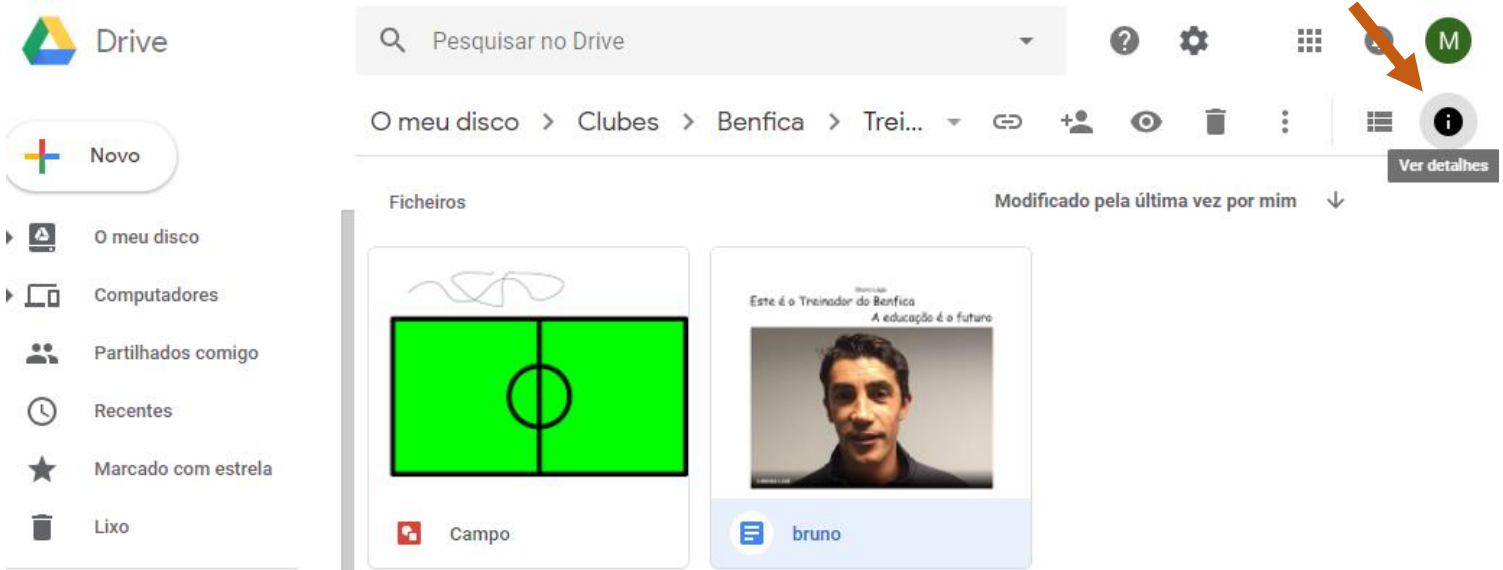 Drive
Pesquisar no Drive
M
O meu disco > Clubes > Benfica > Trei...
Ver detalhes
Novo
O meu disco
Computadores
Partilhados comigo
Recentes
Marcado com estrela
Lixo
Ficheiros
Modificado pela última vez por mim
Este é o Treinador do Benfica
A educação é o futuro
Campo
bruno